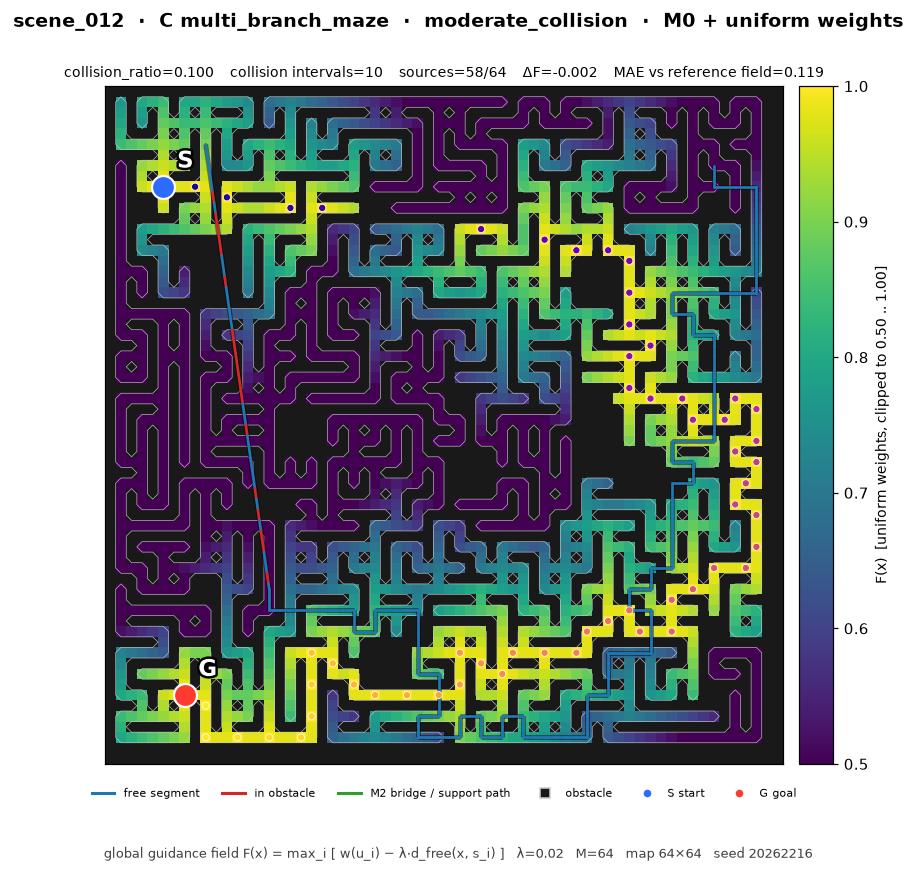 scene_012 · C multi_branch_maze · moderate_collision · M0 + uniform weights
collision_ratio=0.100 collision intervals=10 sources=58/64 ΔF=-0.002 MAE vs reference field=0.119
S
G
1.0
0.9
0.8
0.7
0.6
0.5
F(x) [uniform weights, clipped to 0.50 .. 1.00]
free segment
in obstacle
M2 bridge / support path
obstacle
S start
G goal
global guidance field F(x) = max_i [ w(u_i) − λ·d_free(x, s_i) ] λ=0.02 M=64 map 64×64 seed 20262216